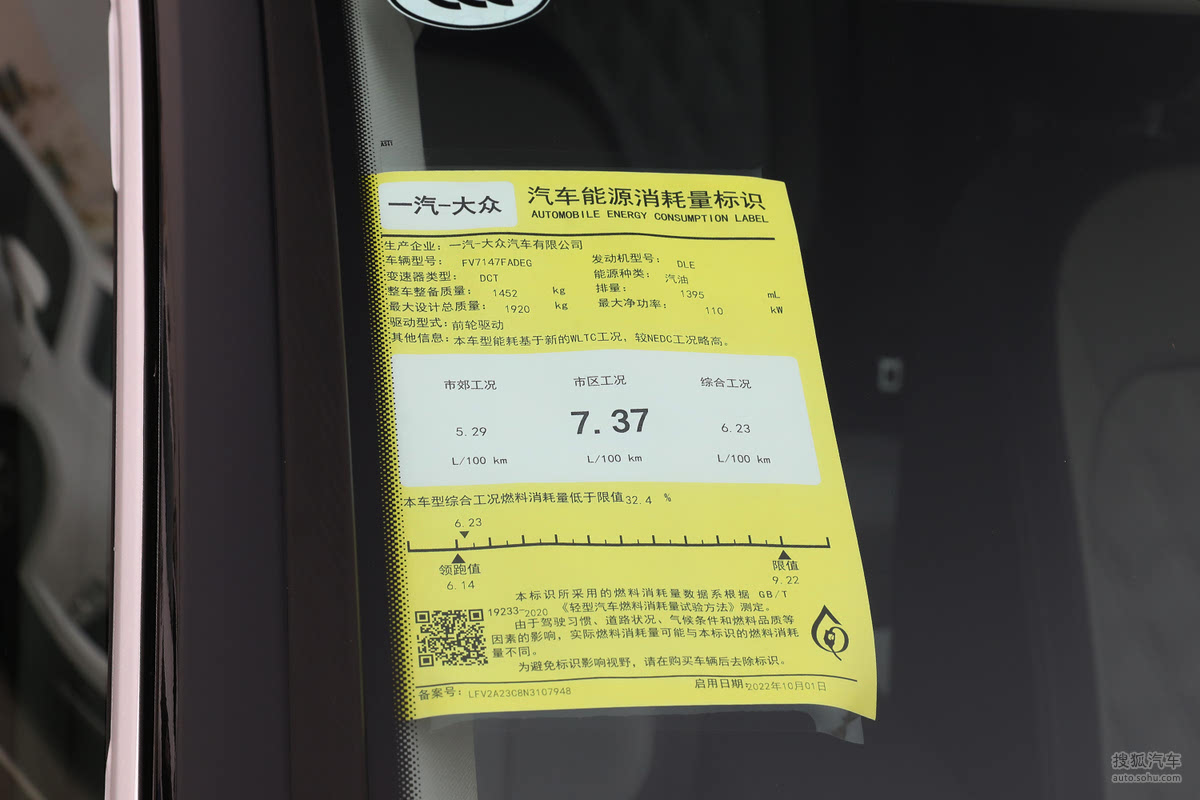 一汽-大众
汽车能源消耗量标识
AUTOMOBILE ENERGY CONSUMPTION LABEL
生产企业：一汽-大众汽车有限公司
车辆型号： FV7147FADEG 发动机型号： DLE
变速器类型： DCT 能源种类： 汽油
整车整备质量： 1452 kg 排量： 1395 mL
最大设计总质量： 1920 kg 最大净功率： 110 kW
驱动型式：前轮驱动
其他信息：本车型能耗基于新的WLTC工况，较NEDC工况略高。
市郊工况 市区工况 综合工况
5.29 7.37 6.23
L/100 km L/100 km L/100 km
本车型综合工况燃料消耗量低于限值32.4 %
6.23
领跑值 限值
6.14 9.22
本标识所采用的燃料消耗量数据系根据 GB/T
19233-2020 《轻型汽车燃料消耗量试验方法》测定。
由于驾驶习惯、道路状况、气候条件和燃料品质等
因素的影响，实际燃料消耗量可能与本标识的燃料消耗
量不同。
为避免标识影响视野，请在购买车辆后去除标识。
备案号：LFV2A23C8N3107948 启用日期：2022年10月01日
搜狐汽车
auto.sohu.com